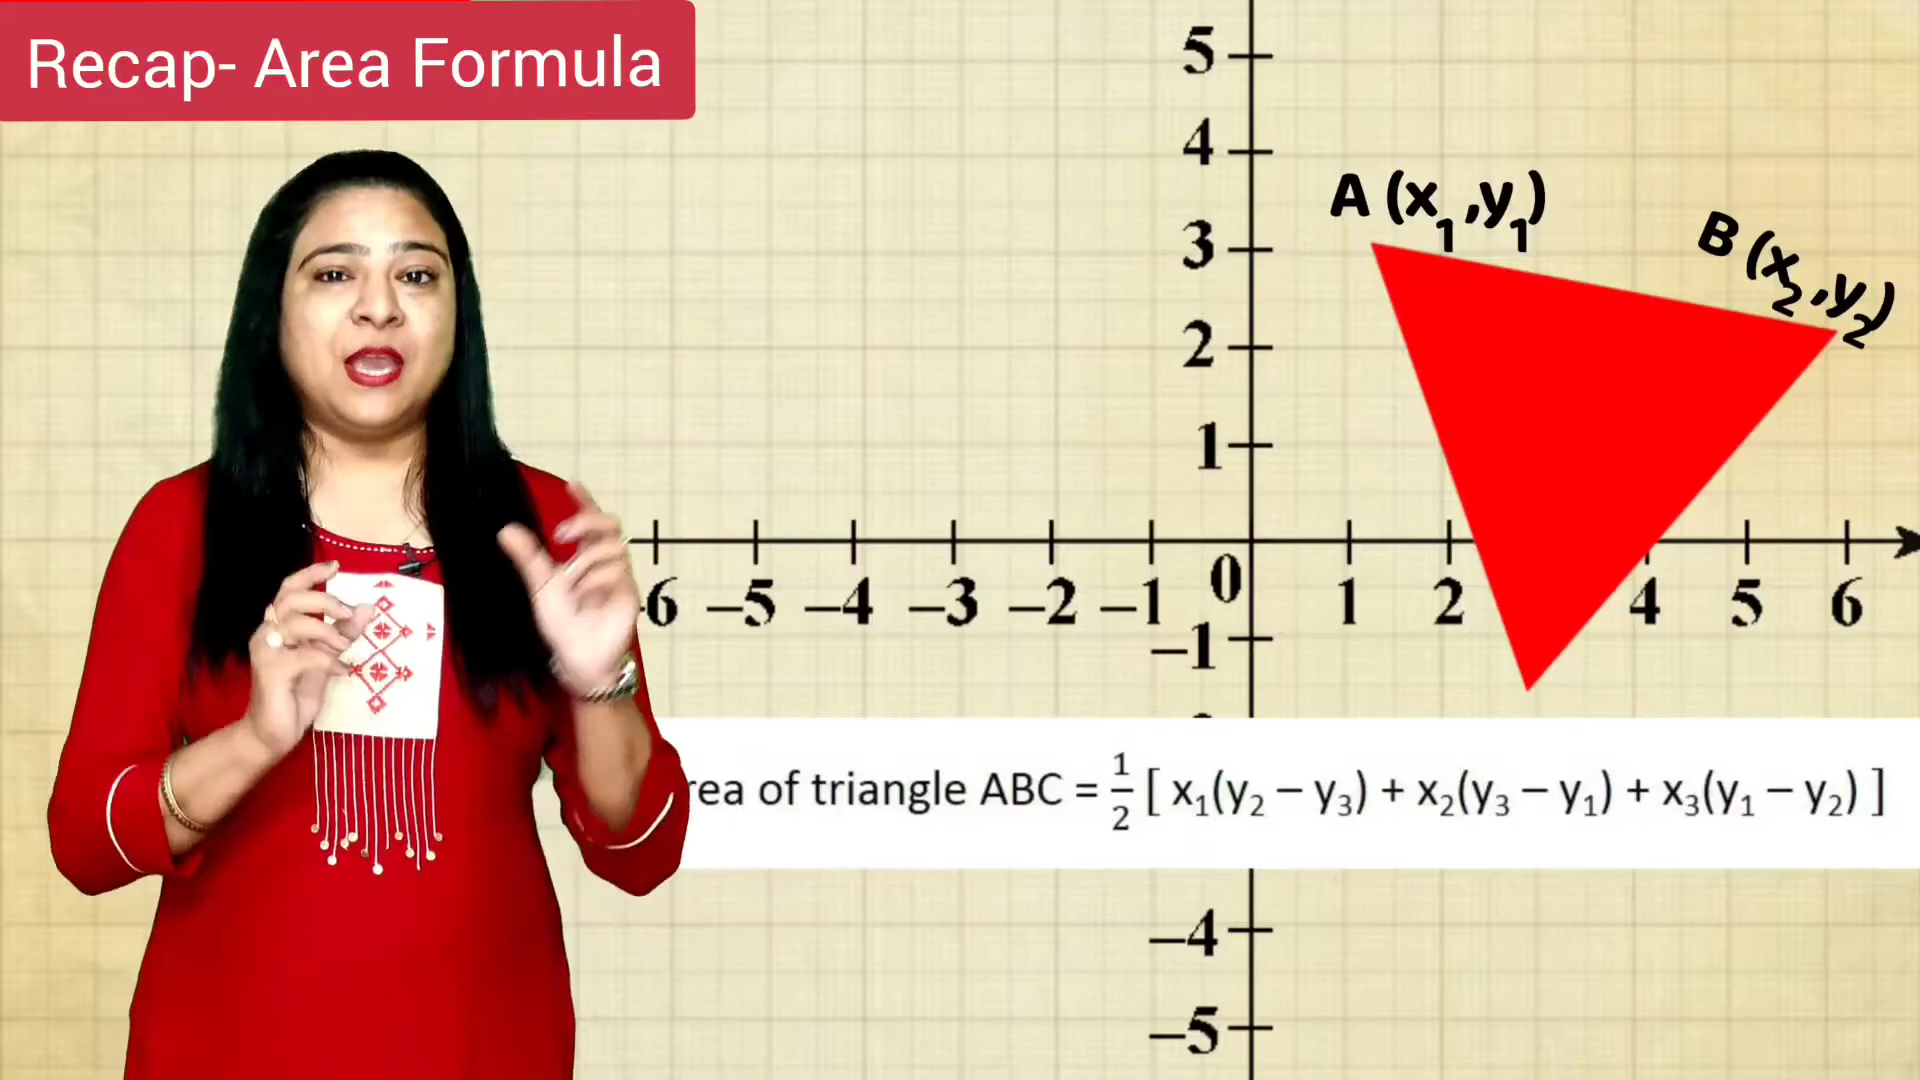 Recap- Area Formula
5
4
A (x₁,y₁)
B (x₂,y₂)
3
2
1
-6 -5 -4 -3 -2 -1 0 1 2 4 5 6
-1
rea of triangle ABC = 1/2 [ x₁(y₂ – y₃) + x₂(y₃ – y₁) + x₃(y₁ – y₂) ]
-4
-5